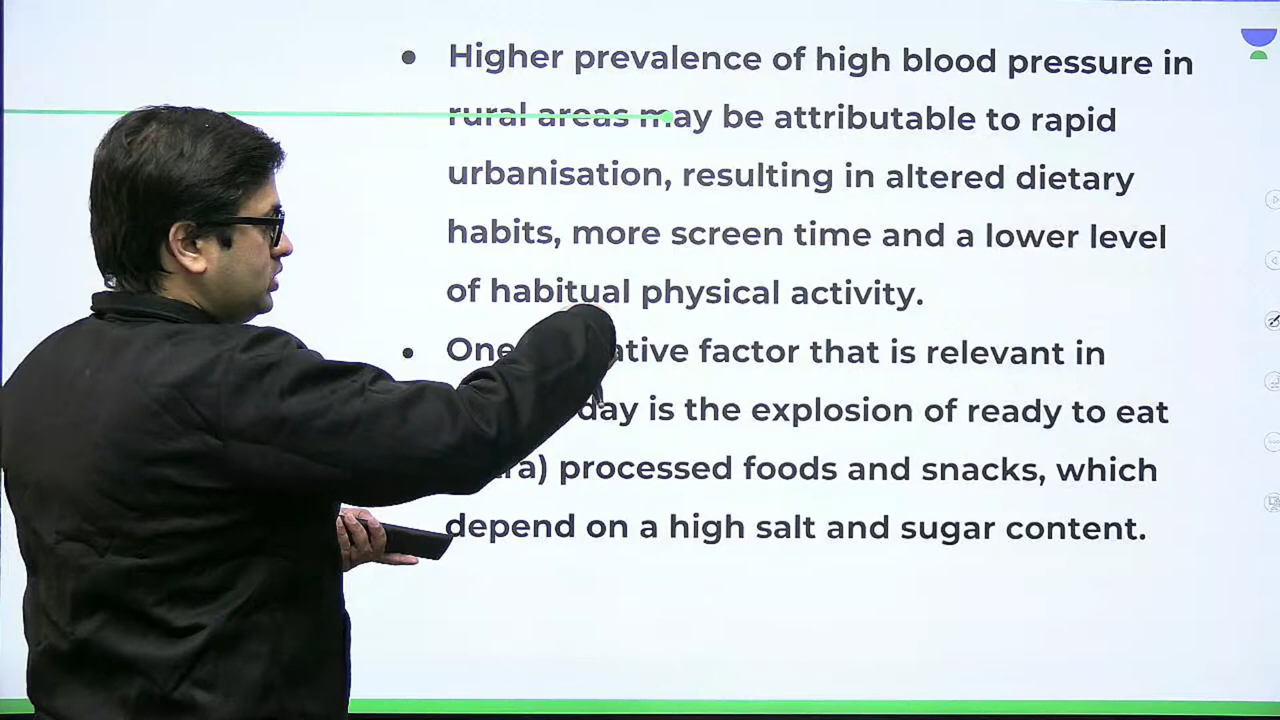 Higher prevalence of high blood pressure in
rural areas may be attributable to rapid
urbanisation, resulting in altered dietary
habits, more screen time and a lower level
of habitual physical activity.
One factor that is relevant in
is the explosion of ready to eat
processed foods and snacks, which
depend on a high salt and sugar content.